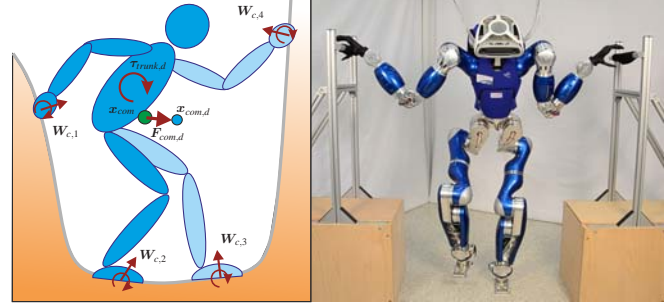 W_{c,4}
τ_{trunk,d}
x_{com}
x_{com,d}
W_{c,1}
F_{com,d}
W_{c,3}
W_{c,2}